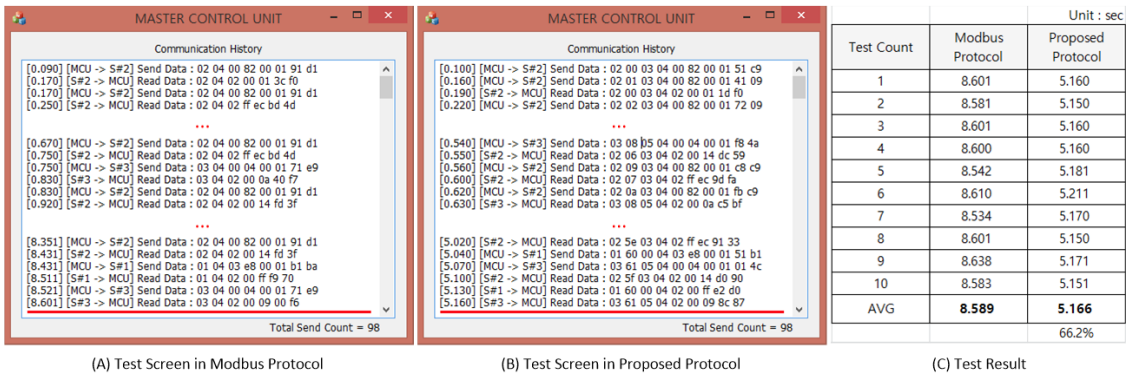 MASTER CONTROL UNIT
Communication History
[0.090] [MCU -> S#2] Send Data : 02 04 00 82 00 01 91 d1
[0.170] [S#2 -> MCU] Read Data : 02 04 02 00 01 3c f0
[0.170] [MCU -> S#2] Send Data : 02 04 00 82 00 01 91 d1
[0.250] [S#2 -> MCU] Read Data : 02 04 02 ff ec bd 4d
...
[0.670] [MCU -> S#2] Send Data : 02 04 00 82 00 01 91 d1
[0.750] [S#2 -> MCU] Read Data : 02 04 02 ff ec bd 4d
[0.750] [MCU -> S#3] Send Data : 03 04 00 04 00 01 71 e9
[0.830] [S#3 -> MCU] Read Data : 03 04 02 00 0a 40 f7
[0.830] [MCU -> S#2] Send Data : 02 04 00 82 00 01 91 d1
[0.920] [S#2 -> MCU] Read Data : 02 04 02 00 14 fd 3f
...
[8.351] [MCU -> S#2] Send Data : 02 04 00 82 00 01 91 d1
[8.431] [S#2 -> MCU] Read Data : 02 04 02 00 14 fd 3f
[8.431] [MCU -> S#1] Send Data : 01 04 03 e8 00 01 b1 ba
[8.511] [S#1 -> MCU] Read Data : 01 04 02 00 ff f9 70
[8.521] [MCU -> S#3] Send Data : 03 04 00 04 00 01 71 e9
[8.601] [S#3 -> MCU] Read Data : 03 04 02 00 09 00 f6
Total Send Count = 98
(A) Test Screen in Modbus Protocol
MASTER CONTROL UNIT
Communication History
[0.100] [MCU -> S#2] Send Data : 02 00 03 04 00 82 00 01 51 c9
[0.160] [MCU -> S#2] Send Data : 02 01 03 04 00 82 00 01 41 09
[0.190] [S#2 -> MCU] Read Data : 02 00 03 04 02 00 01 1d f0
[0.220] [MCU -> S#2] Send Data : 02 02 03 04 00 82 00 01 72 09
...
[0.540] [MCU -> S#3] Send Data : 03 08 05 04 00 04 00 01 f8 4a
[0.550] [S#2 -> MCU] Read Data : 02 06 03 04 02 00 14 dc 59
[0.560] [MCU -> S#2] Send Data : 02 09 03 04 00 82 00 01 c8 c9
[0.600] [S#2 -> MCU] Read Data : 02 07 03 04 02 ff ec 9d fa
[0.620] [MCU -> S#2] Send Data : 02 0a 03 04 00 82 00 01 fb c9
[0.630] [S#3 -> MCU] Read Data : 03 08 05 04 02 00 0a c5 bf
...
[5.020] [S#2 -> MCU] Read Data : 02 5e 03 04 02 ff ec 91 33
[5.040] [MCU -> S#1] Send Data : 01 60 00 04 03 e8 00 01 51 b1
[5.070] [MCU -> S#3] Send Data : 03 61 05 04 00 04 00 01 01 4c
[5.100] [S#2 -> MCU] Read Data : 02 5f 03 04 02 00 14 d0 90
[5.130] [S#1 -> MCU] Read Data : 01 60 00 04 02 00 ff e2 d0
[5.160] [S#3 -> MCU] Read Data : 03 61 05 04 02 00 09 8c 87
Total Send Count = 98
(B) Test Screen in Proposed Protocol
Unit : sec
Test Count Modbus Protocol Proposed Protocol
1 8.601 5.160
2 8.581 5.150
3 8.601 5.160
4 8.600 5.160
5 8.542 5.181
6 8.610 5.211
7 8.534 5.170
8 8.601 5.150
9 8.638 5.171
10 8.583 5.151
AVG 8.589 5.166
66.2%
(C) Test Result